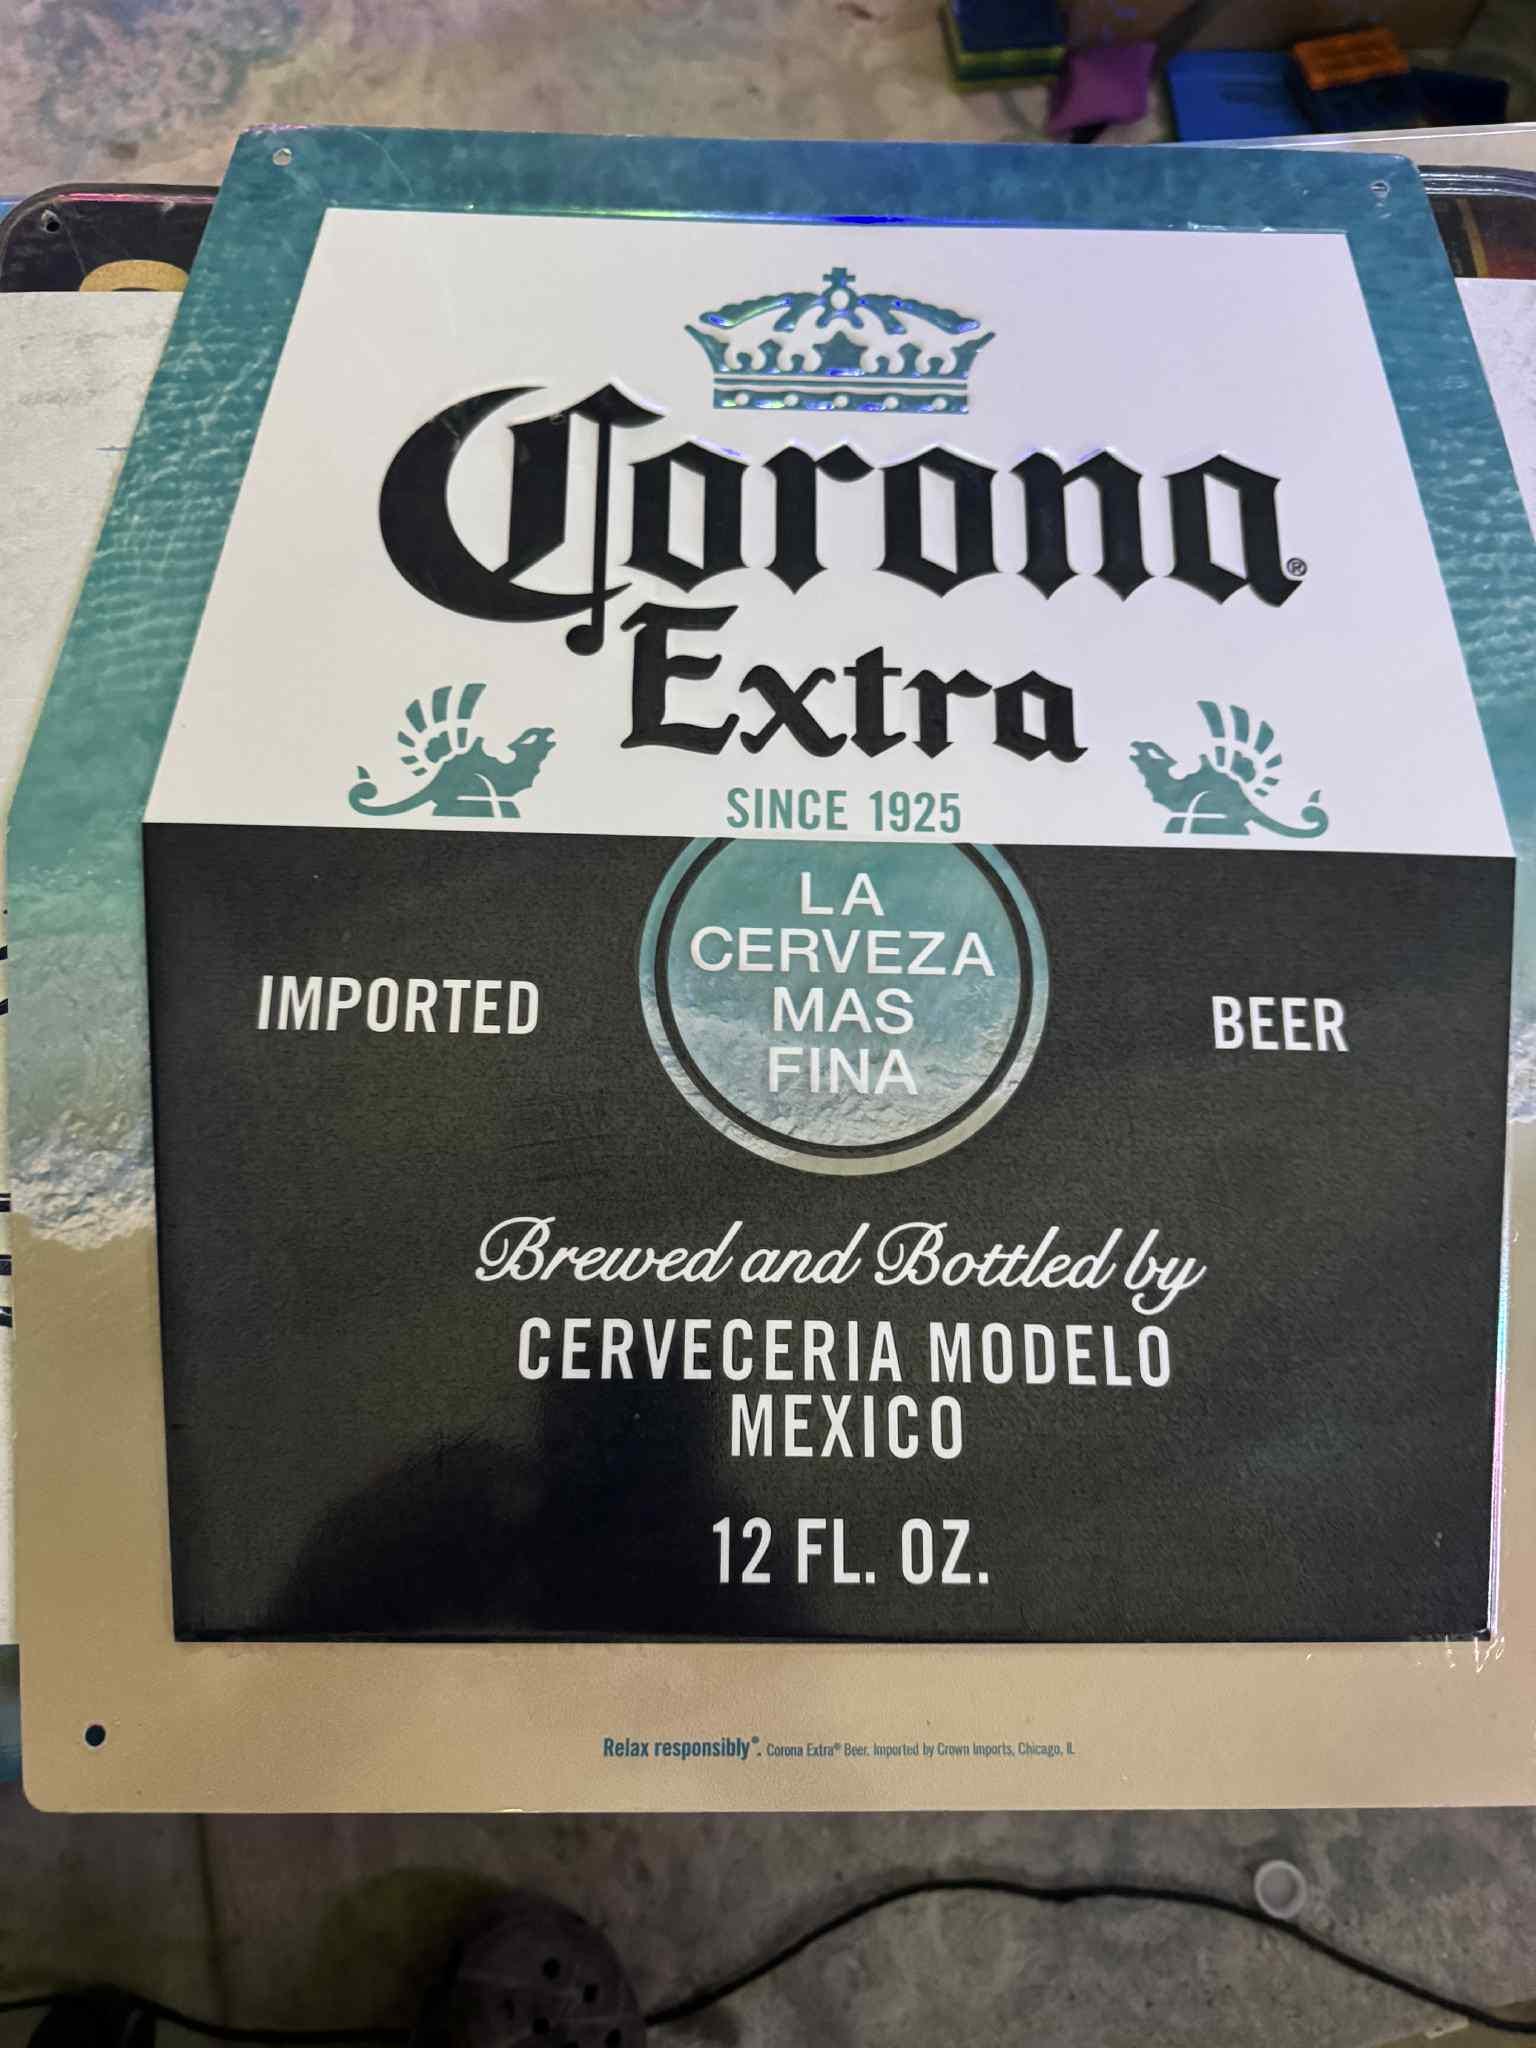 Corona®
Extra
SINCE 1925
LA
CERVEZA
MAS
FINA
IMPORTED
BEER
Brewed and Bottled by
CERVECERIA MODELO
MEXICO
12 FL. OZ.
Relax responsibly®. Corona Extra® Beer. Imported by Crown Imports, Chicago, IL